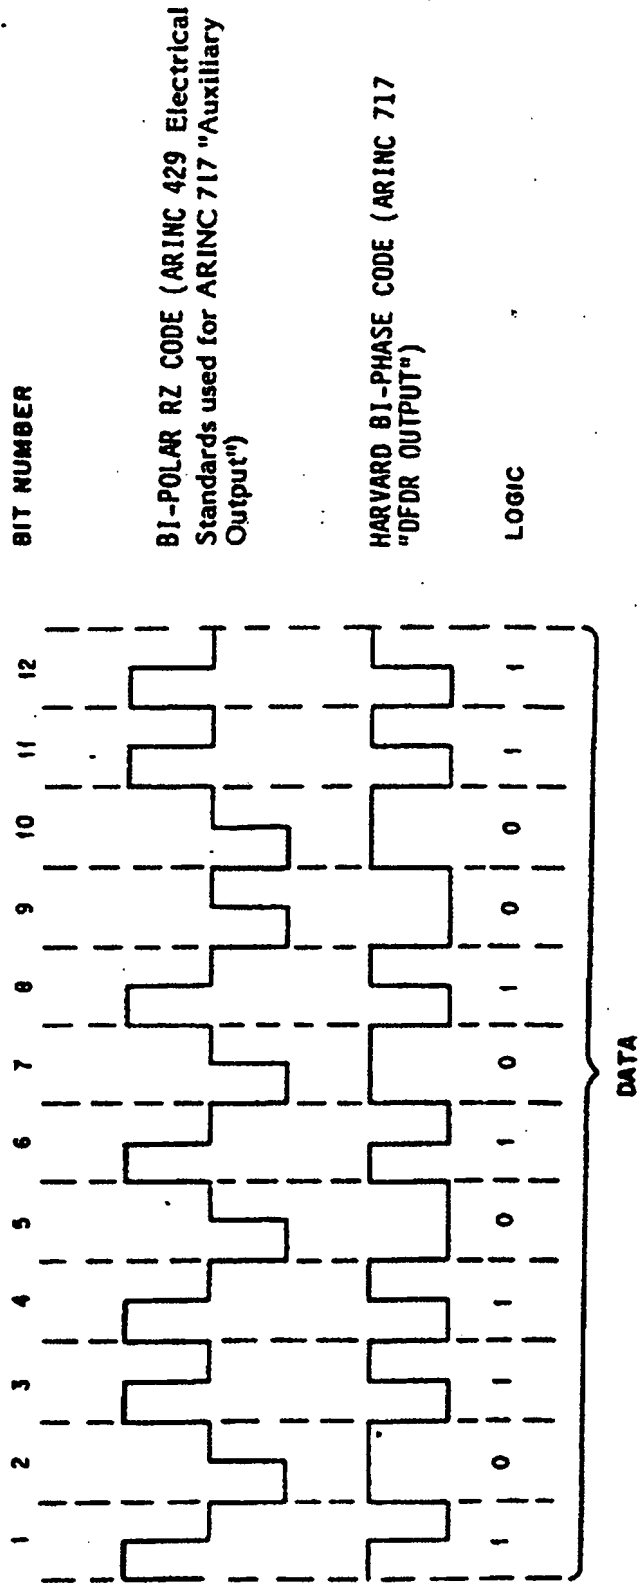 1 2 3 4 5 6 7 8 9 10 11 12
BIT NUMBER
BI-POLAR RZ CODE (ARINC 429 Electrical
Standards used for ARINC 717 "Auxiliary
Output")
HARVARD BI-PHASE CODE (ARINC 717
"DFDR OUTPUT")
1 0 1 1 0 1 0 1 0 0 1 1
LOGIC
DATA